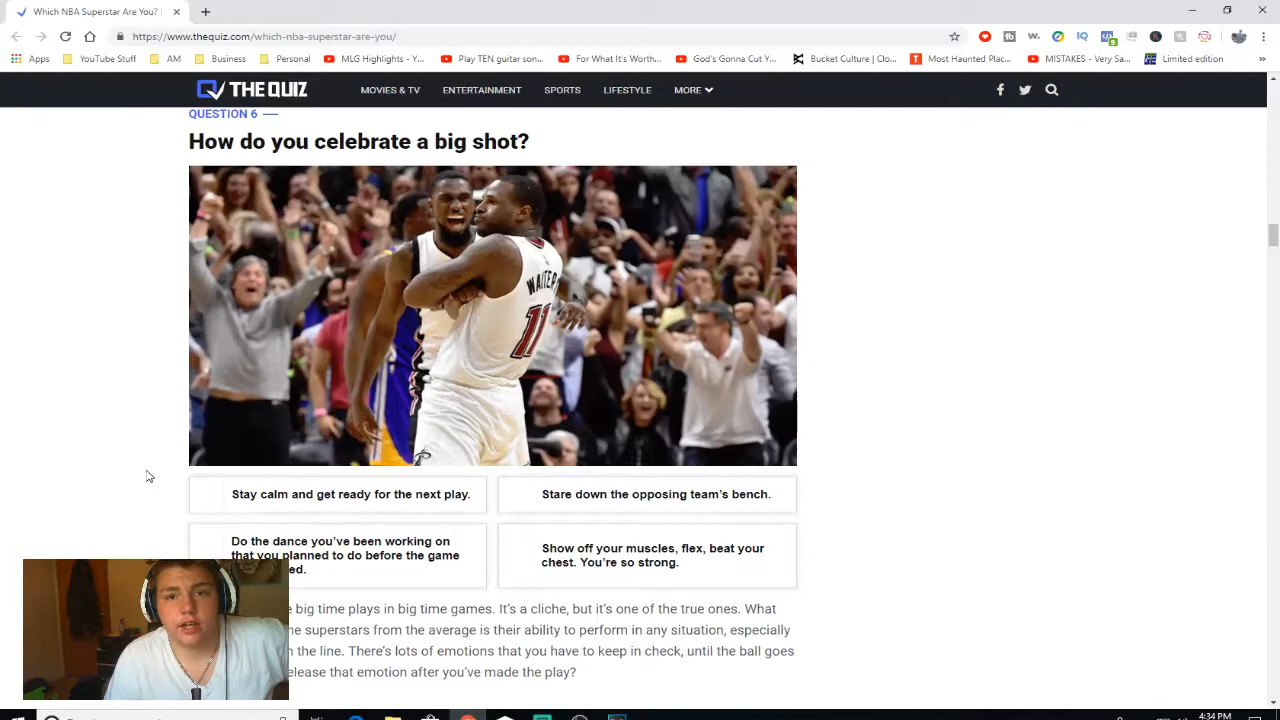 Which NBA Superstar Are You? |
https://www.thequiz.com/which-nba-superstar-are-you/
Apps YouTube Stuff AM Business Personal MLG Highlights - Y... Play TEN guitar son... For What It's Worth... God's Gonna Cut Y... Bucket Culture | Clo... Most Haunted Plac... MISTAKES - Very Sa... Limited edition
THE QUIZ MOVIES & TV ENTERTAINMENT SPORTS LIFESTYLE MORE
QUESTION 6
How do you celebrate a big shot?
WAITERS
11
Stay calm and get ready for the next play.
Stare down the opposing team's bench.
Do the dance you've been working on
that you planned to do before the game
ed.
Show off your muscles, flex, beat your
chest. You're so strong.
e big time plays in big time games. It's a cliche, but it's one of the true ones. What
he superstars from the average is their ability to perform in any situation, especially
n the line. There's lots of emotions that you have to keep in check, until the ball goes
elease that emotion after you've made the play?
4:34 PM